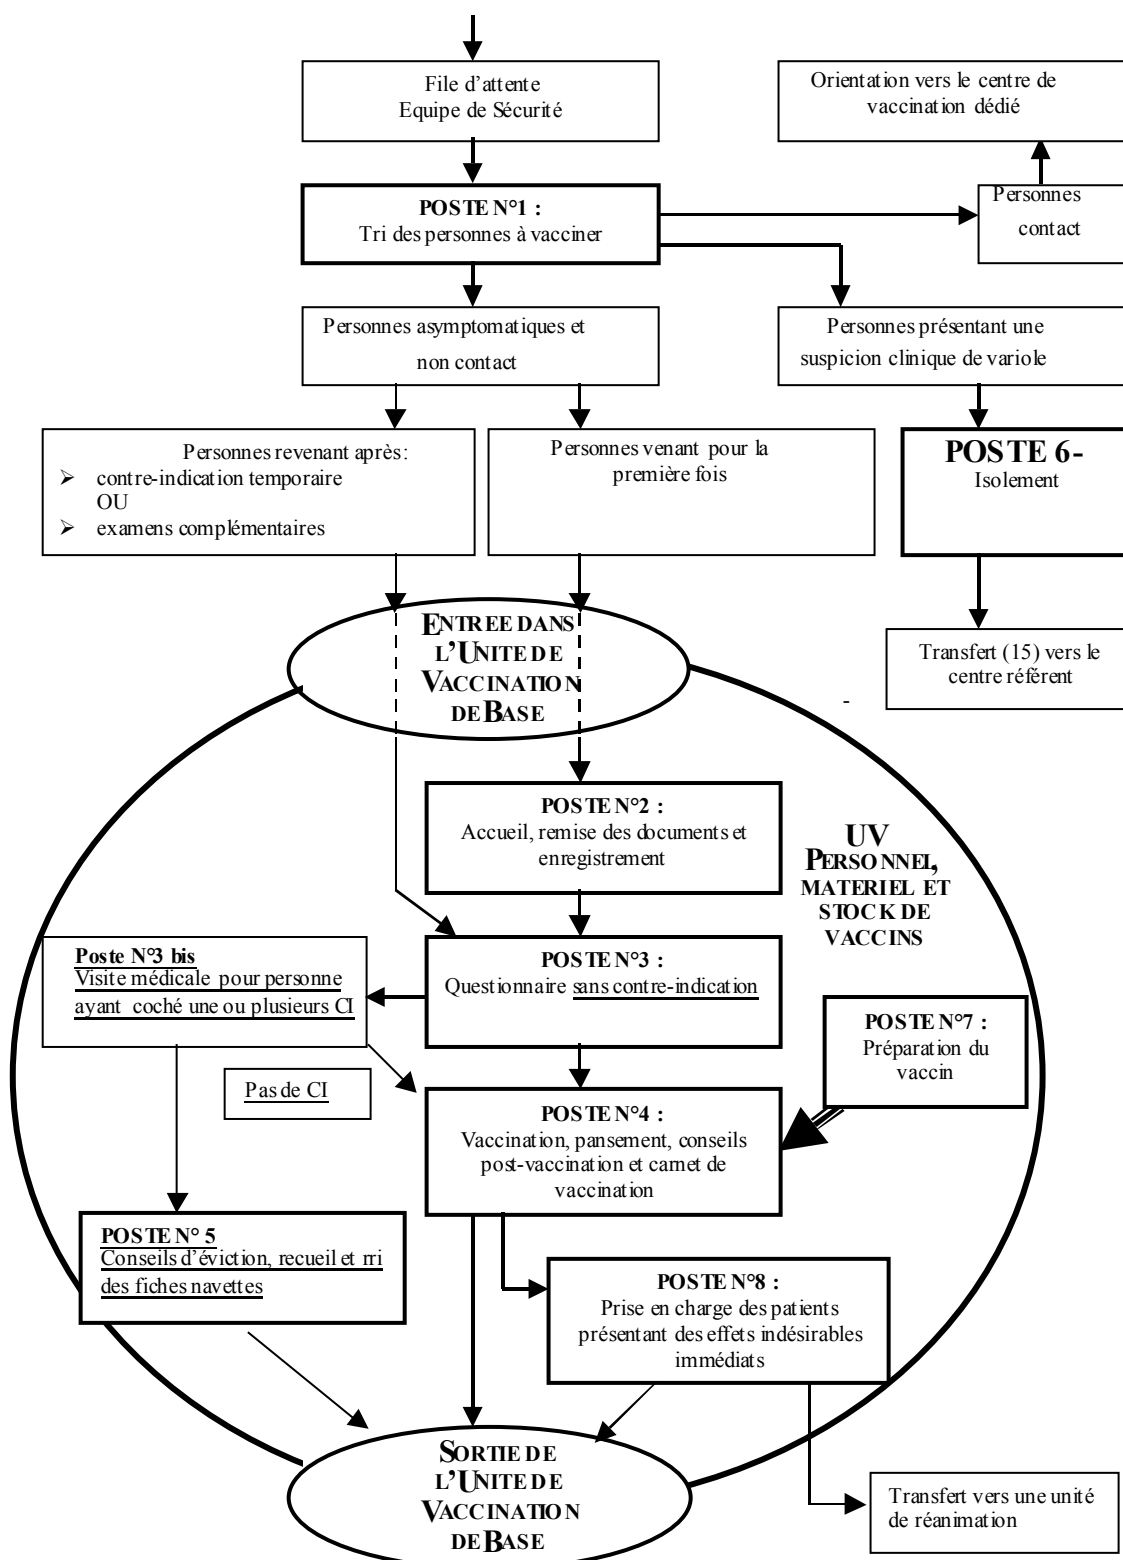 File d'attente
Equipe de Sécurité
Orientation vers le centre de
vaccination dédié
POSTE N°1 :
Tri des personnes à vacciner
Personnes
contact
Personnes asymptomatiques et
non contact
Personnes présentant une
suspicion clinique de variole
Personnes revenant après :
➢ contre-indication temporaire
OU
➢ examens complémentaires
Personnes venant pour la
première fois
POSTE 6-
Isolement
Transfert (15) vers le
centre référent
-
ENTREE DANS
L'UNITE DE
VACCINATION
DE BASE
POSTE N°2 :
Accueil, remise des documents et
enregistrement
UV
PERSONNEL,
MATERIEL ET
STOCK DE
VACCINS
Poste N°3 bis
Visite médicale pour personne
ayant coché une ou plusieurs CI
POSTE N°3 :
Questionnaire sans contre-indication
POSTE N°7 :
Préparation du
vaccin
Pas de CI
POSTE N°4 :
Vaccination, pansement, conseils
post-vaccination et carnet de
vaccination
POSTE N° 5
Conseils d'éviction, recueil et rri
des fiches navettes
POSTE N°8 :
Prise en charge des patients
présentant des effets indésirables
immédiats
SORTIE DE
L'UNITE DE
VACCINATION
DE BASE
Transfert vers une unité
de réanimation